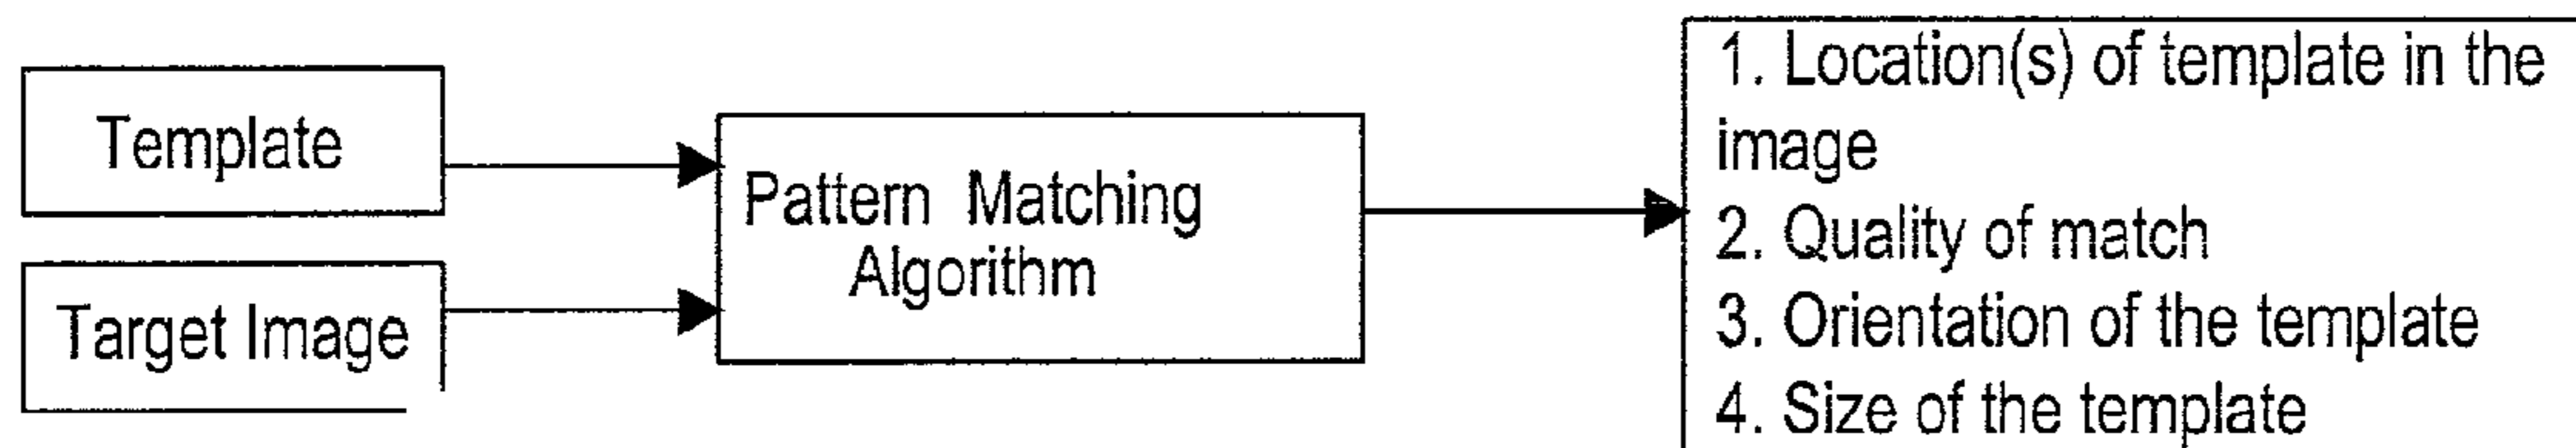 Template
Target Image
Pattern Matching
Algorithm
1. Location(s) of template in the
image
2. Quality of match
3. Orientation of the template
4. Size of the template